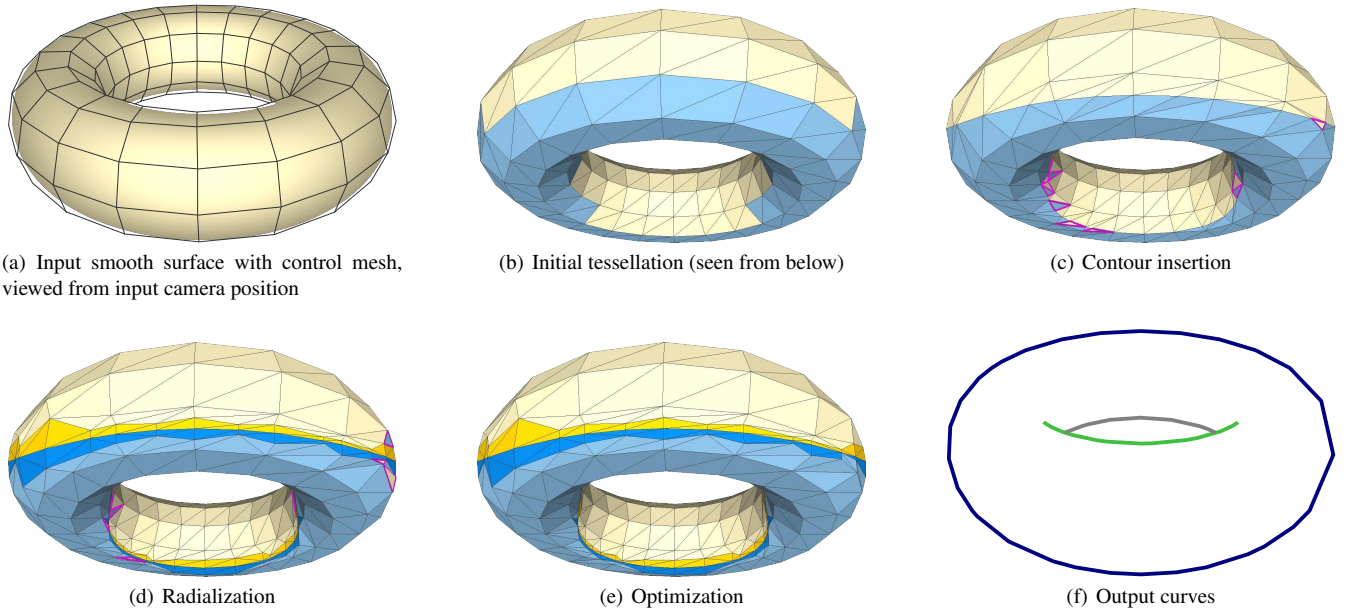 (a) Input smooth surface with control mesh,
viewed from input camera position
(b) Initial tessellation (seen from below)
(c) Contour insertion
(d) Radialization
(e) Optimization
(f) Output curves